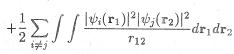 $+\frac{1}{2}\sum_{i \neq j} \int \int \frac{|\psi_i(\mathbf{r}_1)|^2 |\psi_j(\mathbf{r}_2)|^2}{r_{12}} d\mathbf{r}_1 d\mathbf{r}_2$